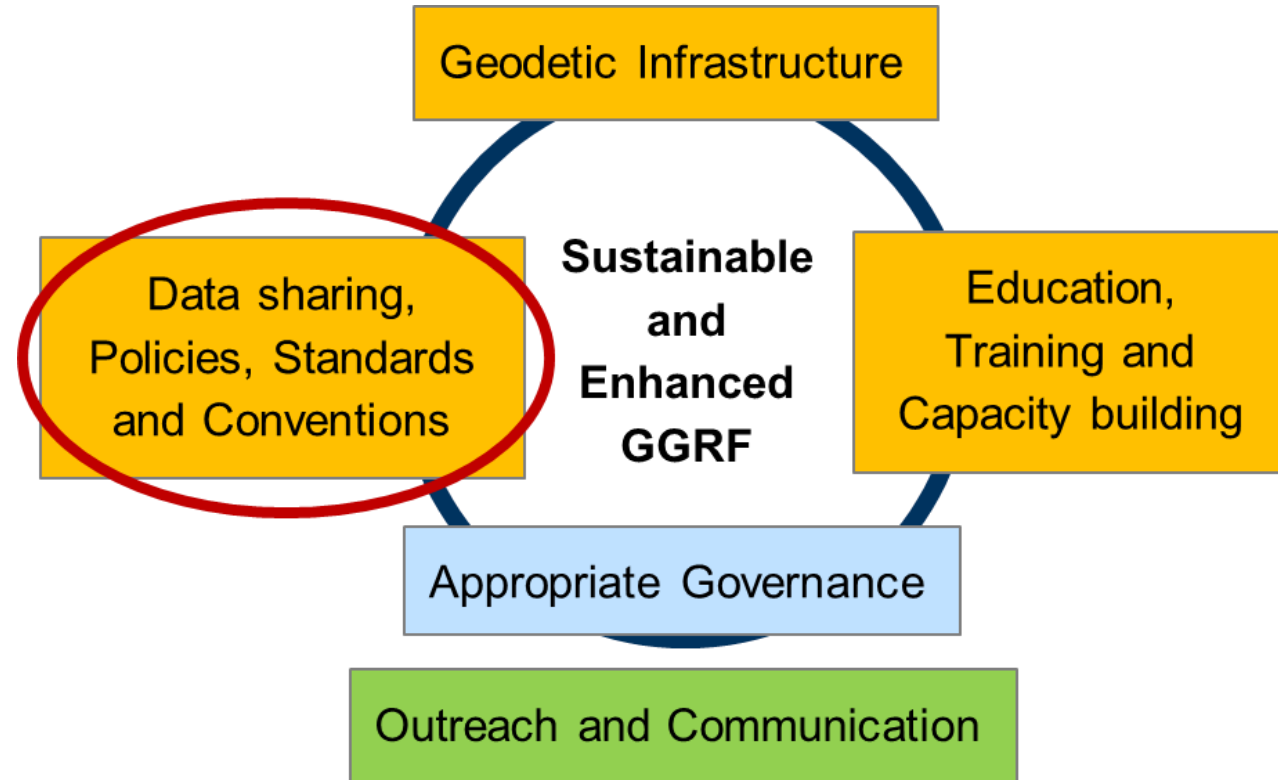 Geodetic Infrastructure
Data sharing,
Policies, Standards
and Conventions
Sustainable
and
Enhanced
GGRF
Education,
Training and
Capacity building
Appropriate Governance
Outreach and Communication